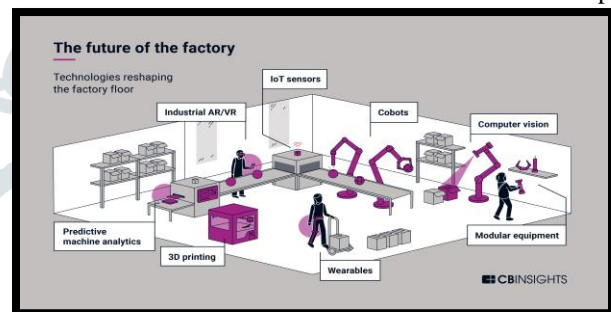 The future of the factory
Technologies reshaping
the factory floor
IoT sensors
Industrial AR/VR
Cobots
Computer vision
Predictive
machine analytics
3D printing
Wearables
Modular equipment
CBINSIGHTS